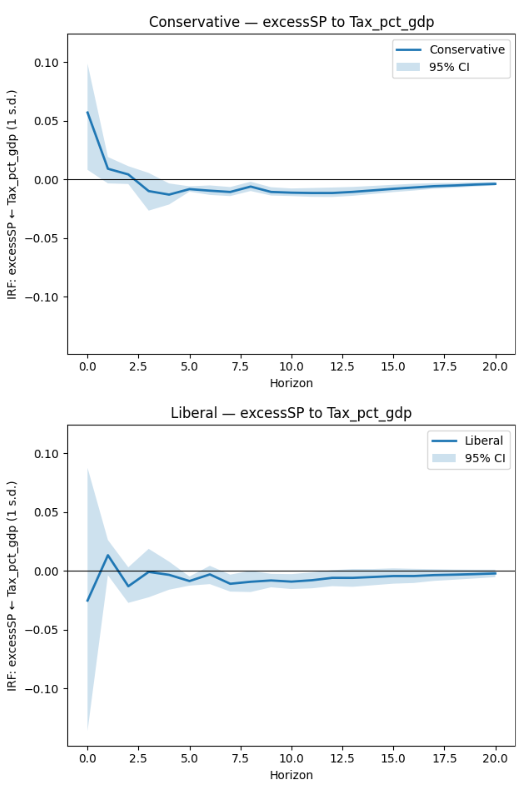 Conservative — excessSP to Tax_pct_gdp
Conservative
95% CI
0.10
0.05
0.00
−0.05
−0.10
IRF: excessSP ← Tax_pct_gdp (1 s.d.)
0.0 2.5 5.0 7.5 10.0 12.5 15.0 17.5 20.0
Horizon
Liberal — excessSP to Tax_pct_gdp
Liberal
95% CI
0.10
0.05
0.00
−0.05
−0.10
IRF: excessSP ← Tax_pct_gdp (1 s.d.)
0.0 2.5 5.0 7.5 10.0 12.5 15.0 17.5 20.0
Horizon